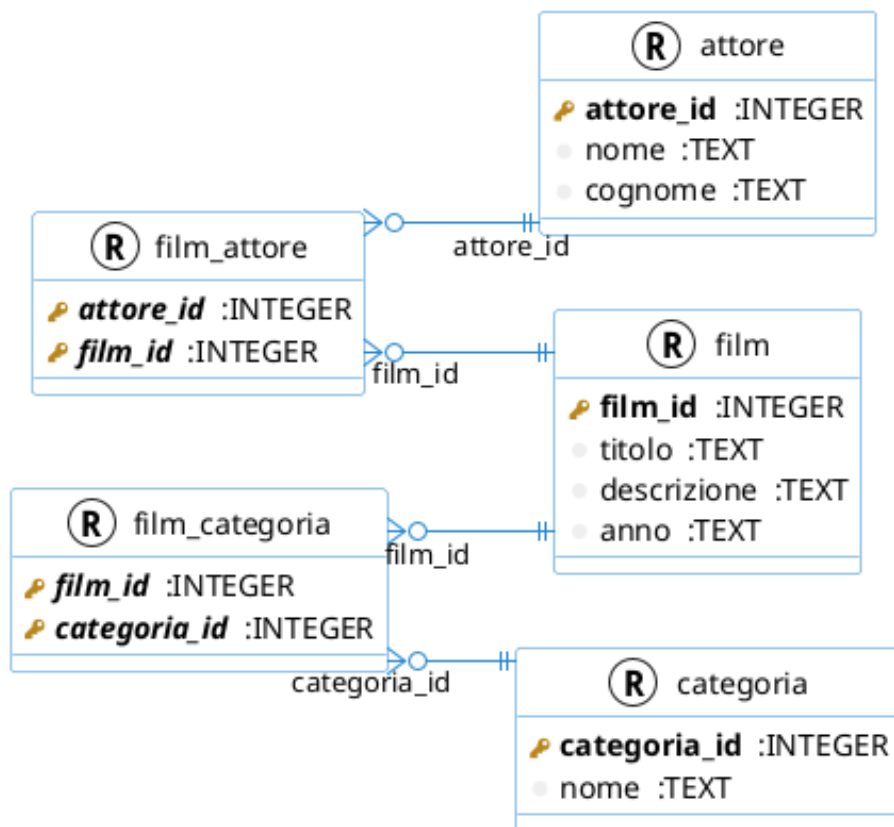 R attore
attore_id :INTEGER
nome :TEXT
cognome :TEXT
attore_id
R film_attore
attore_id :INTEGER
film_id :INTEGER
film_id
R film
film_id :INTEGER
titolo :TEXT
descrizione :TEXT
anno :TEXT
R film_categoria
film_id :INTEGER
categoria_id :INTEGER
film_id
categoria_id
R categoria
categoria_id :INTEGER
nome :TEXT